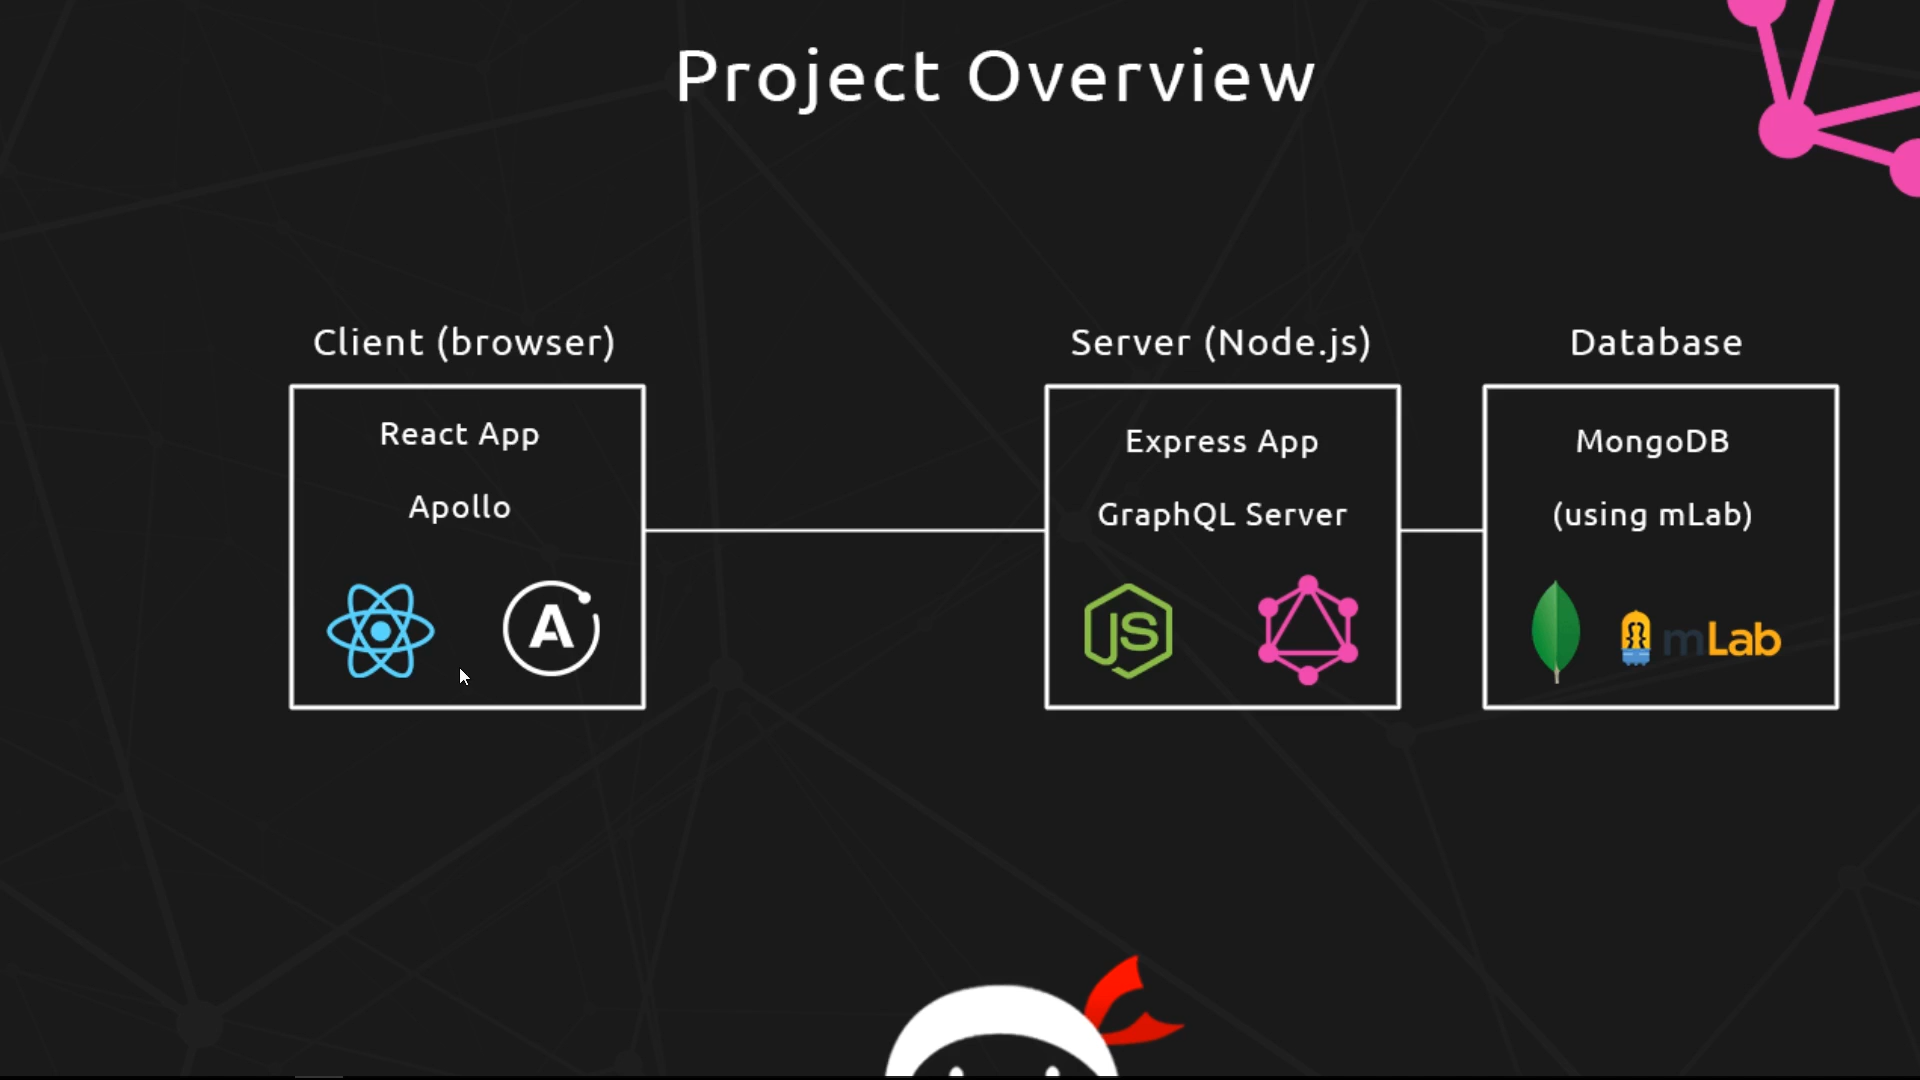 Project Overview
Client (browser)
React App
Apollo
A
Server (Node.js)
Express App
GraphQL Server
JS
Database
MongoDB
(using mLab)
mLab